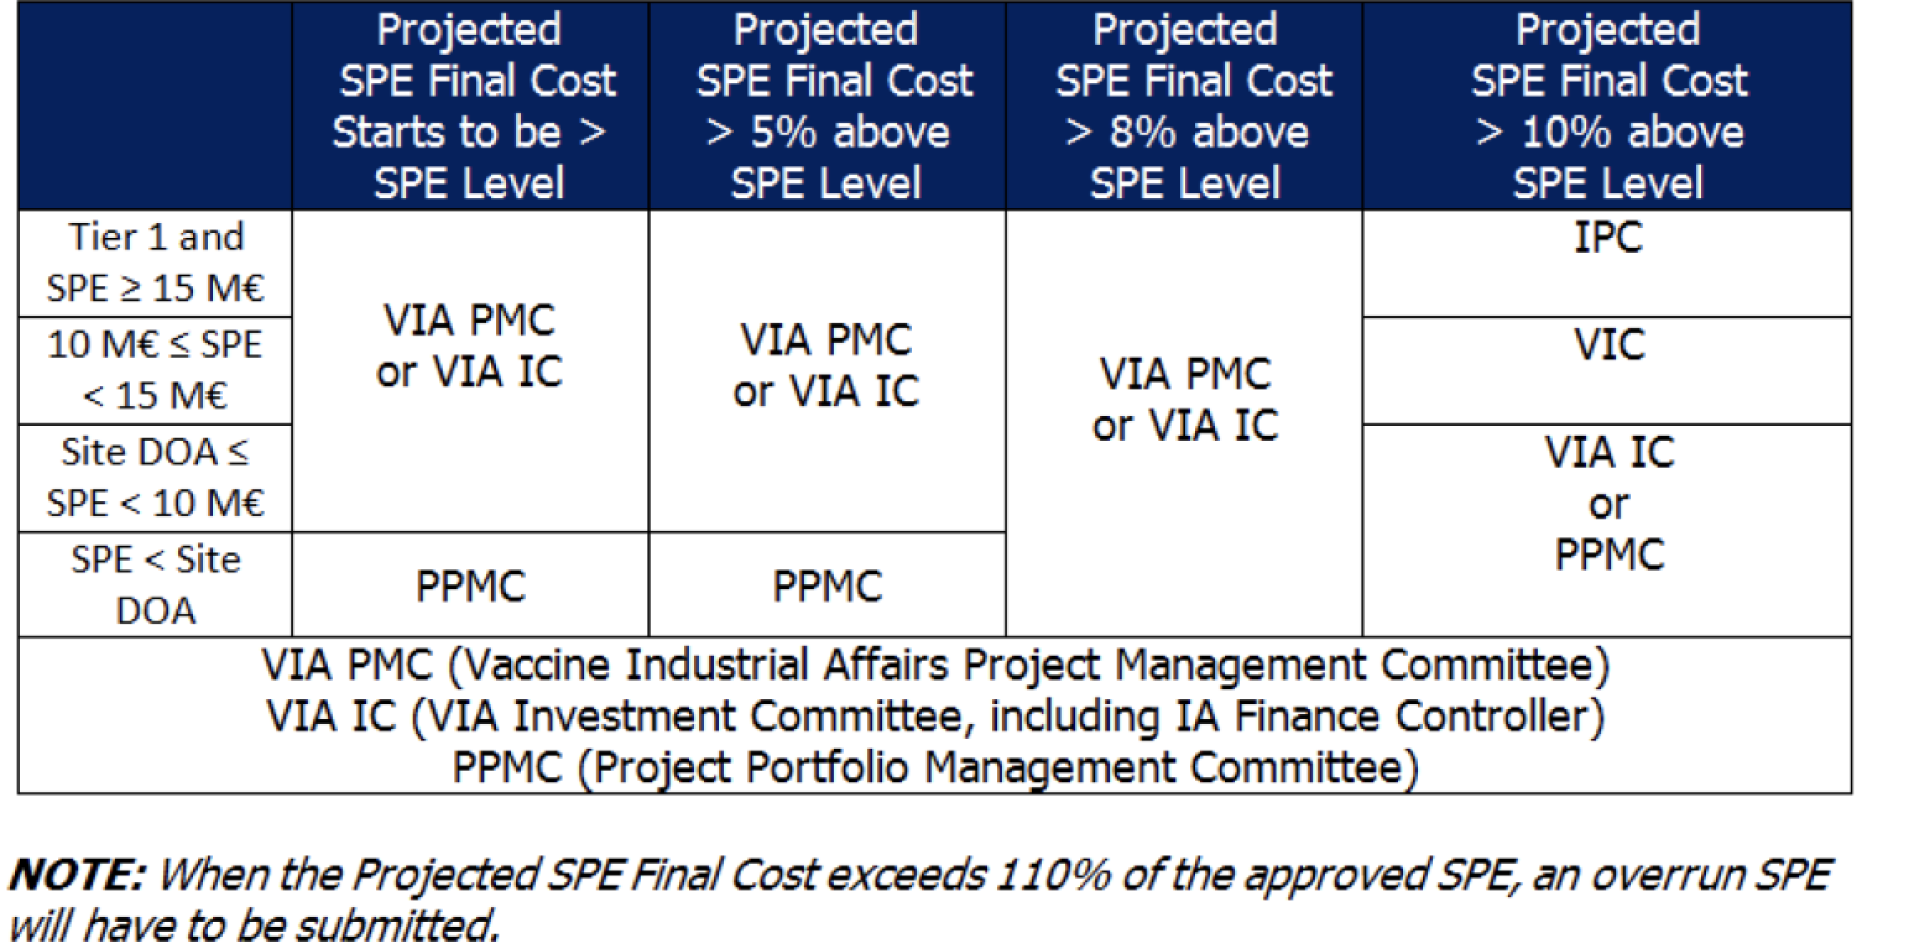 Projected
SPE Final Cost
Starts to be >
SPE Level
Projected
SPE Final Cost
> 5% above
SPE Level
Projected
SPE Final Cost
> 8% above
SPE Level
Projected
SPE Final Cost
> 10% above
SPE Level
Tier 1 and
SPE ≥ 15 M€
10 M€ ≤ SPE
< 15 M€
Site DOA ≤
SPE < 10 M€
SPE < Site
DOA
VIA PMC
or VIA IC
PPMC
VIA PMC
or VIA IC
PPMC
VIA PMC
or VIA IC
IPC
VIC
VIA IC
or
PPMC
VIA PMC (Vaccine Industrial Affairs Project Management Committee)
VIA IC (VIA Investment Committee, including IA Finance Controller)
PPMC (Project Portfolio Management Committee)
NOTE: When the Projected SPE Final Cost exceeds 110% of the approved SPE, an overrun SPE
will have to be submitted.